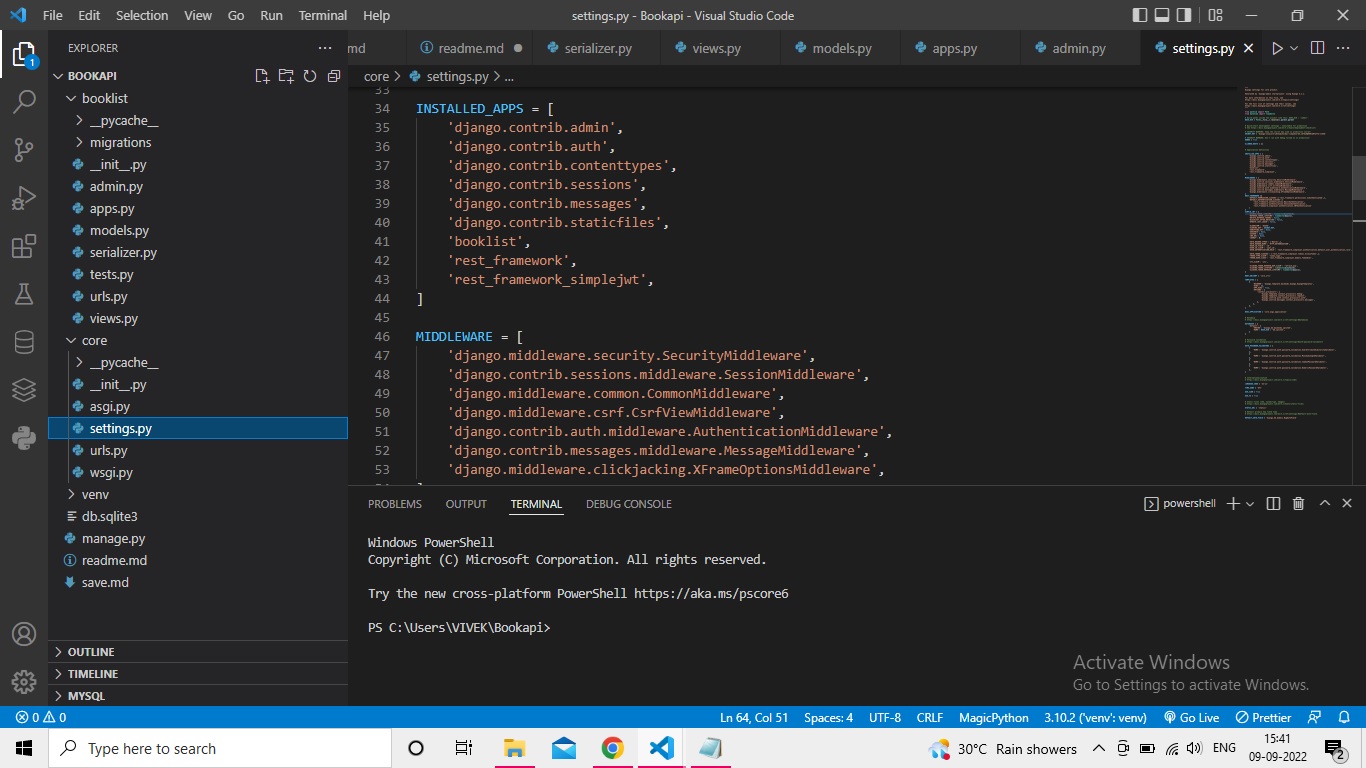 File Edit Selection View Go Run Terminal Help
settings.py - Bookapi - Visual Studio Code
EXPLORER
md
readme.md
serializer.py
views.py
models.py
apps.py
admin.py
settings.py
1
BOOKAPI
booklist
__pycache__
migrations
__init__.py
admin.py
apps.py
models.py
serializer.py
tests.py
urls.py
views.py
core
__pycache__
__init__.py
asgi.py
settings.py
urls.py
wsgi.py
venv
db.sqlite3
manage.py
readme.md
save.md
OUTLINE
TIMELINE
MYSQL
core > settings.py > ...
33
34 INSTALLED_APPS = [
35 'django.contrib.admin',
36 'django.contrib.auth',
37 'django.contrib.contenttypes',
38 'django.contrib.sessions',
39 'django.contrib.messages',
40 'django.contrib.staticfiles',
41 'booklist',
42 'rest_framework',
43 'rest_framework_simplejwt',
44 ]
45
46 MIDDLEWARE = [
47 'django.middleware.security.SecurityMiddleware',
48 'django.contrib.sessions.middleware.SessionMiddleware',
49 'django.middleware.common.CommonMiddleware',
50 'django.middleware.csrf.CsrfViewMiddleware',
51 'django.contrib.auth.middleware.AuthenticationMiddleware',
52 'django.contrib.messages.middleware.MessageMiddleware',
53 'django.middleware.clickjacking.XFrameOptionsMiddleware',
PROBLEMS OUTPUT TERMINAL DEBUG CONSOLE
powershell
Windows PowerShell
Copyright (C) Microsoft Corporation. All rights reserved.
Try the new cross-platform PowerShell https://aka.ms/pscore6
PS C:\Users\VIVEK\Bookapi>
Activate Windows
Go to Settings to activate Windows.
0 0
Ln 64, Col 51 Spaces: 4 UTF-8 CRLF MagicPython 3.10.2 ('venv': venv) Go Live Prettier
Type here to search
30°C Rain showers
ENG
15:41
09-09-2022
2